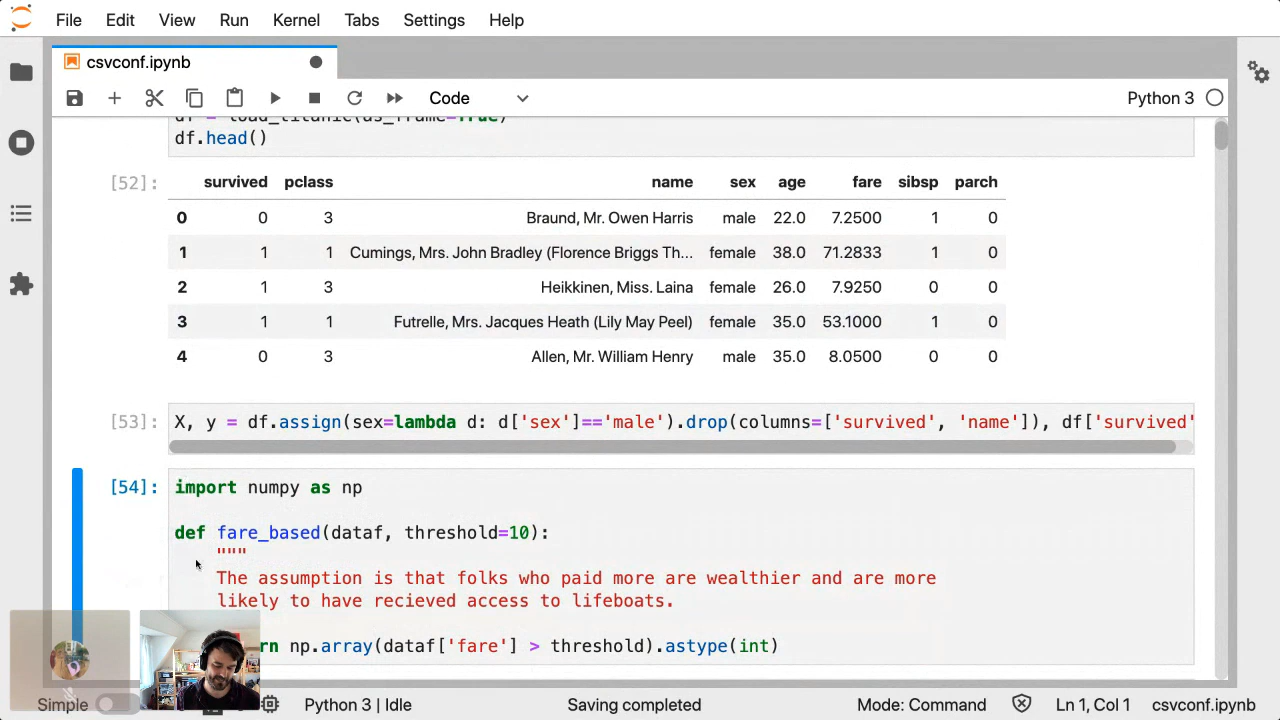 File Edit View Run Kernel Tabs Settings Help
csvconf.ipynb
Code Python 3
df = load_titanic(as_frame=True)
df.head()
[52]: survived pclass name sex age fare sibsp parch
0 0 3 Braund, Mr. Owen Harris male 22.0 7.2500 1 0
1 1 1 Cumings, Mrs. John Bradley (Florence Briggs Th... female 38.0 71.2833 1 0
2 1 3 Heikkinen, Miss. Laina female 26.0 7.9250 0 0
3 1 1 Futrelle, Mrs. Jacques Heath (Lily May Peel) female 35.0 53.1000 1 0
4 0 3 Allen, Mr. William Henry male 35.0 8.0500 0 0
[53]: X, y = df.assign(sex=lambda d: d['sex']=='male').drop(columns=['survived', 'name']), df['survived'
[54]: import numpy as np
def fare_based(dataf, threshold=10):
"""
The assumption is that folks who paid more are wealthier and are more
likely to have recieved access to lifeboats.
rn np.array(dataf['fare'] > threshold).astype(int)
Simple Python 3 | Idle Saving completed Mode: Command Ln 1, Col 1 csvconf.ipynb